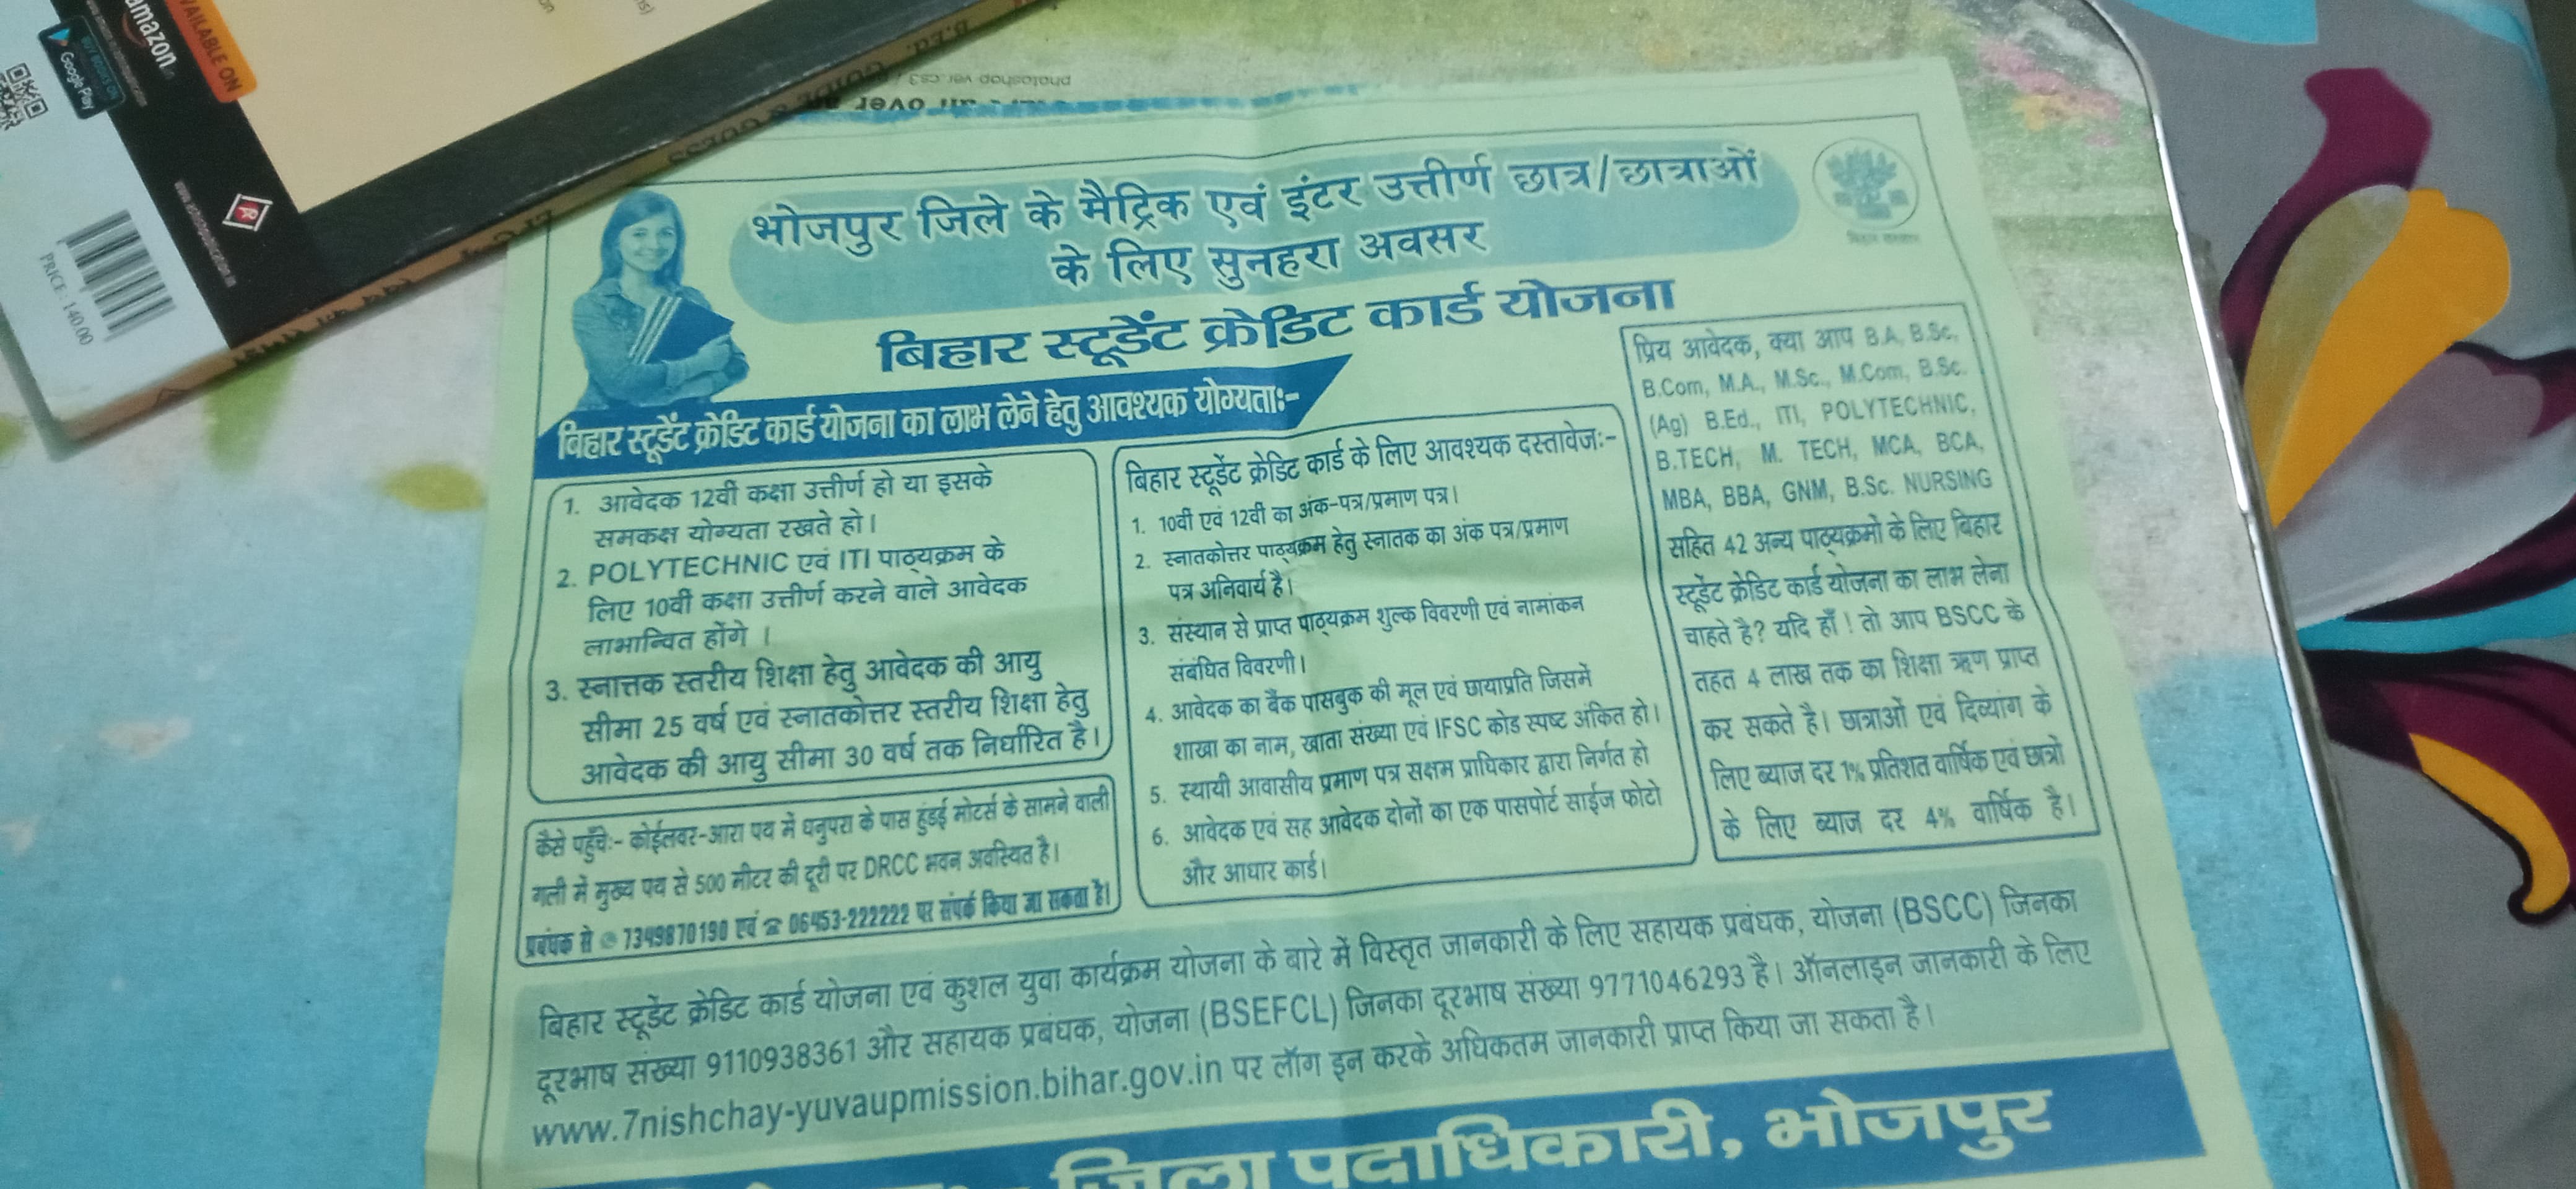 AVAILABLE ON
amazon.in
Google Play
PRICE : 140.00
B.Ed.
photoshop ver. cs3
all over
भोजपुर जिले के मैट्रिक एवं इंटर उत्तीर्ण छात्र/छात्राओं
के लिए सुनहरा अवसर
बिहार स्टूडेंट क्रेडिट कार्ड योजना
बिहार स्टूडेंट क्रेडिट कार्ड योजना का लाभ लेने हेतु आवश्यक योग्यताः-
1. आवेदक 12वी कक्षा उत्तीर्ण हो या इसके
समकक्ष योग्यता रखते हो।
2. POLYTECHNIC एवं ITI पाठ्यक्रम के
लिए 10वी कक्षा उत्तीर्ण करने वाले आवेदक
लाभान्वित होंगे ।
3. स्नात्तक स्तरीय शिक्षा हेतु आवेदक की आयु
सीमा 25 वर्ष एवं स्नातकोत्तर स्तरीय शिक्षा हेतु
आवेदक की आयु सीमा 30 वर्ष तक निर्धारित है।
कैसे पहुँचेः- कोईलवर-आरा पथ में धनुपरा के पास हुंडई मोटर्स के सामने वाली
गली में मुख्य पथ से 500 मीटर की दूरी पर DRCC भवन अवस्थित है।
प्रबंधक से 7349870190 एवं ☎ 06453-222222 पर संपर्क किया जा सकता है।
बिहार स्टूडेंट क्रेडिट कार्ड के लिए आवश्यक दस्तावेजः-
1. 10वी एवं 12वी का अंक-पत्र/प्रमाण पत्र।
2. स्नातकोत्तर पाठ्यक्रम हेतु स्नातक का अंक पत्र/प्रमाण
पत्र अनिवार्य है।
3. संस्थान से प्राप्त पाठ्यक्रम शुल्क विवरणी एवं नामांकन
संबंधित विवरणी।
4. आवेदक का बैंक पासबुक की मूल एवं छायाप्रति जिसमें
शाखा का नाम, खाता संख्या एवं IFSC कोड स्पष्ट अंकित हो।
5. स्थायी आवासीय प्रमाण पत्र सक्षम प्राधिकार द्वारा निर्गत हो
6. आवेदक एवं सह आवेदक दोनों का एक पासपोर्ट साईज फोटो
और आधार कार्ड।
प्रिय आवेदक, क्या आप B.A, B.Sc,
B.Com, M.A., M.Sc., M.Com, B.Sc.
(Ag) B.Ed., ITI, POLYTECHNIC,
B.TECH, M. TECH, MCA, BCA,
MBA, BBA, GNM, B.Sc. NURSING
सहित 42 अन्य पाठ्यक्रमो के लिए बिहार
स्टूडेंट क्रेडिट कार्ड योजना का लाभ लेना
चाहते है? यदि हाँ ! तो आप BSCC के
तहत 4 लाख तक का शिक्षा ऋण प्राप्त
कर सकते है। छात्राओं एवं दिव्यांग के
लिए ब्याज दर 1% प्रतिशत वार्षिक एवं छात्रो
के लिए ब्याज दर 4% वार्षिक है।
बिहार स्टूडेंट क्रेडिट कार्ड योजना एवं कुशल युवा कार्यक्रम योजना के बारे में विस्तृत जानकारी के लिए सहायक प्रबंधक, योजना (BSCC) जिनका
दूरभाष संख्या 9110938361 और सहायक प्रबंधक, योजना (BSEFCL) जिनका दूरभाष संख्या 9771046293 है। ऑनलाइन जानकारी के लिए
www.7nishchay-yuvaupmission.bihar.gov.in पर लॉग इन करके अधिकतम जानकारी प्राप्त किया जा सकता है।
जिला पदाधिकारी, भोजपुर